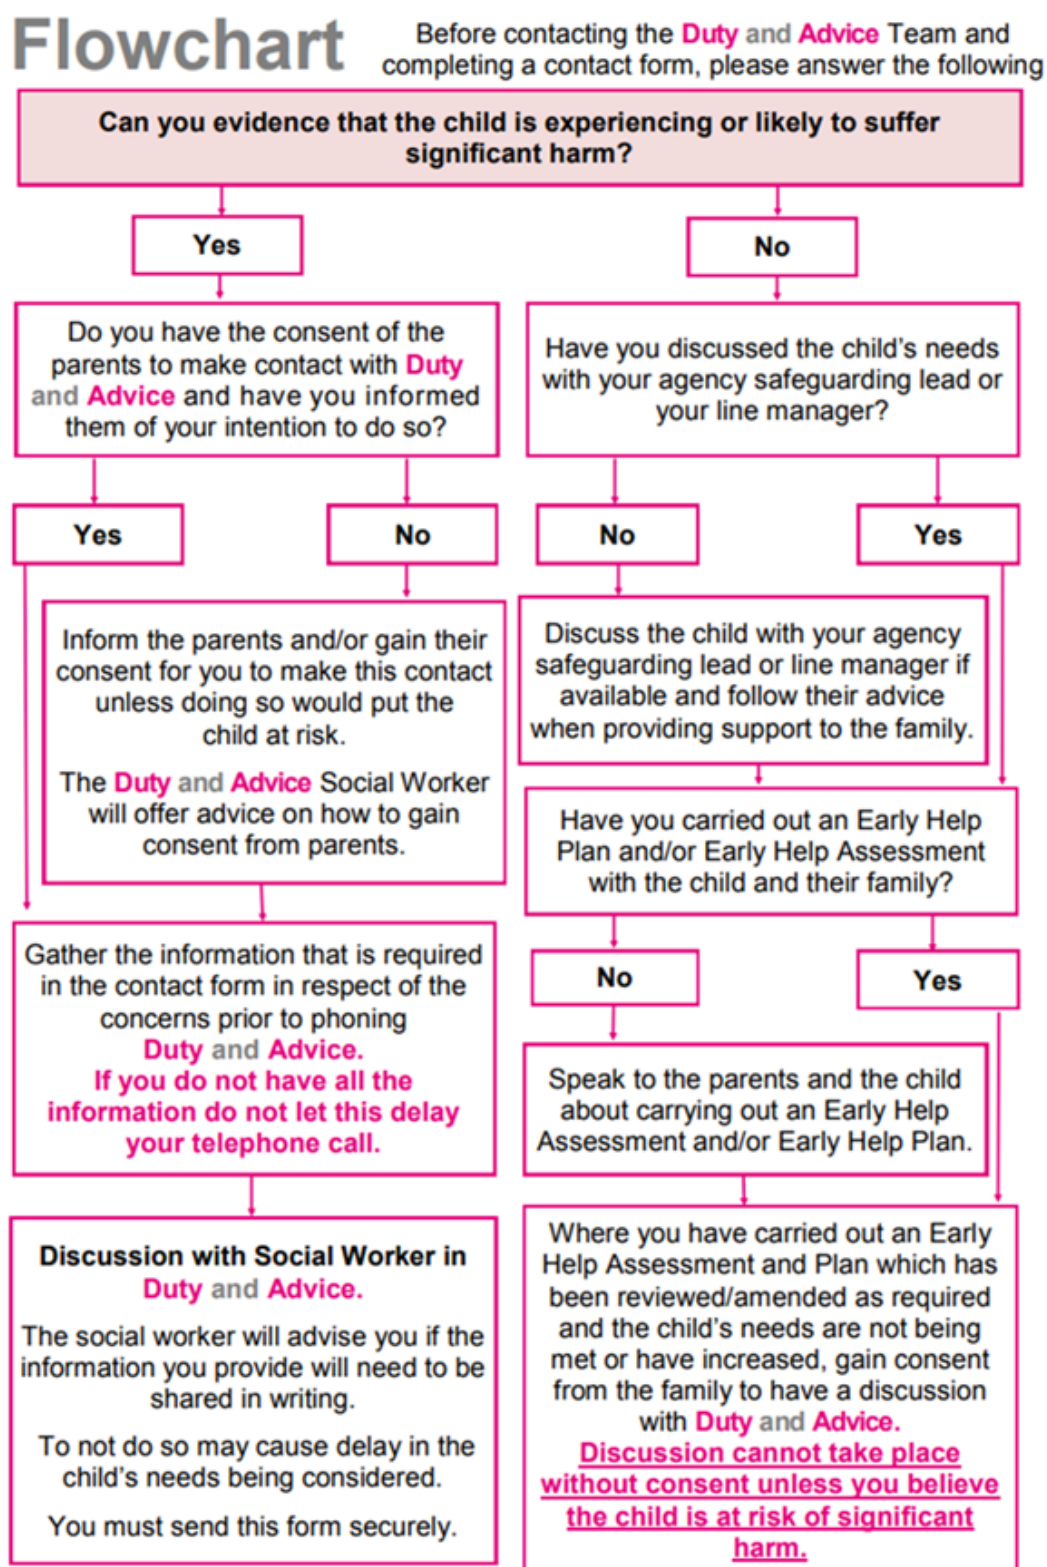 Flowchart
Before contacting the Duty and Advice Team and
completing a contact form, please answer the following
Can you evidence that the child is experiencing or likely to suffer
significant harm?
Yes
No
Do you have the consent of the
parents to make contact with Duty
and Advice and have you informed
them of your intention to do so?
Have you discussed the child's needs
with your agency safeguarding lead or
your line manager?
Yes
No
No
Yes
Inform the parents and/or gain their
consent for you to make this contact
unless doing so would put the
child at risk.
The Duty and Advice Social Worker
will offer advice on how to gain
consent from parents.
Discuss the child with your agency
safeguarding lead or line manager if
available and follow their advice
when providing support to the family.
Have you carried out an Early Help
Plan and/or Early Help Assessment
with the child and their family?
Gather the information that is required
in the contact form in respect of the
concerns prior to phoning
Duty and Advice.
If you do not have all the
information do not let this delay
your telephone call.
No
Yes
Speak to the parents and the child
about carrying out an Early Help
Assessment and/or Early Help Plan.
Discussion with Social Worker in
Duty and Advice.
The social worker will advise you if the
information you provide will need to be
shared in writing.
To not do so may cause delay in the
child's needs being considered.
You must send this form securely.
Where you have carried out an Early
Help Assessment and Plan which has
been reviewed/amended as required
and the child's needs are not being
met or have increased, gain consent
from the family to have a discussion
with Duty and Advice.
Discussion cannot take place
without consent unless you believe
the child is at risk of significant
harm.